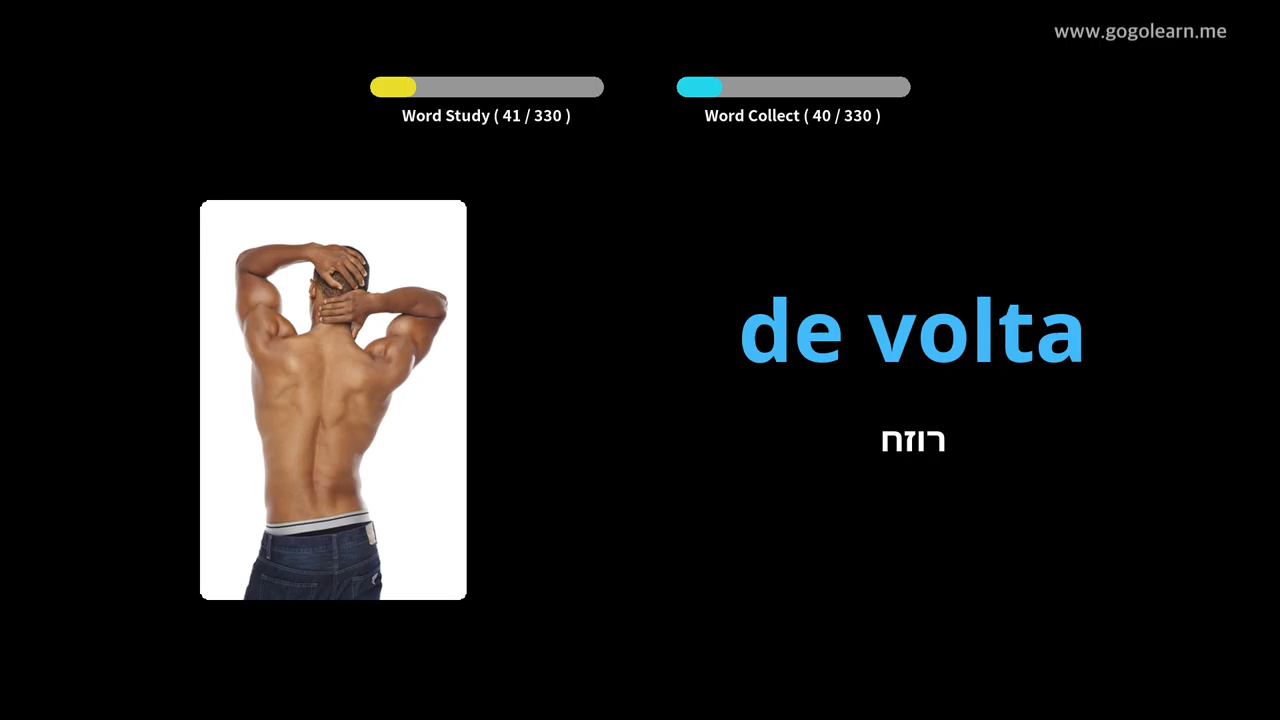 www.gogolearn.me
Word Study ( 41 / 330 )
Word Collect ( 40 / 330 )
de volta
רוזח